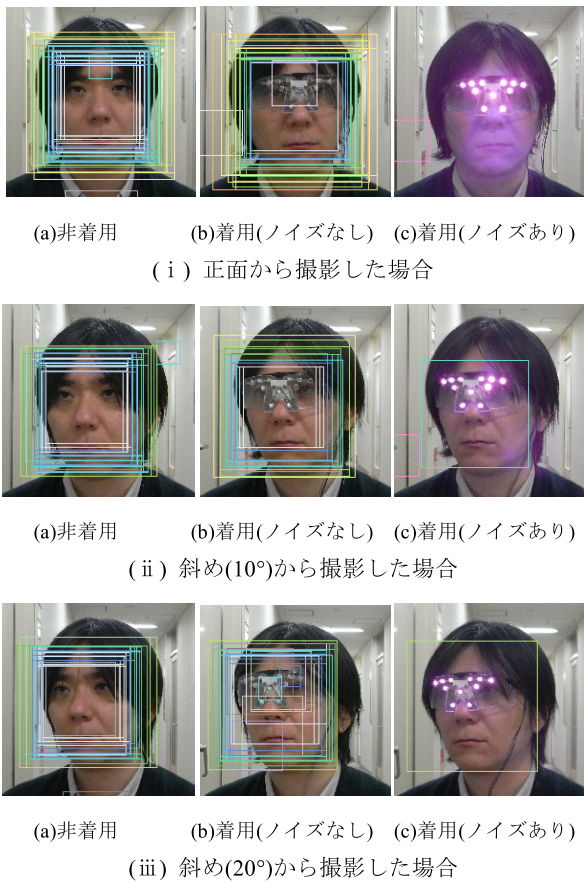 (a)非着用 (b)着用(ノイズなし) (c)着用(ノイズあり)
(ⅰ) 正面から撮影した場合
(a)非着用 (b)着用(ノイズなし) (c)着用(ノイズあり)
(ⅱ) 斜め(10°)から撮影した場合
(a)非着用 (b)着用(ノイズなし) (c)着用(ノイズあり)
(ⅲ) 斜め(20°)から撮影した場合